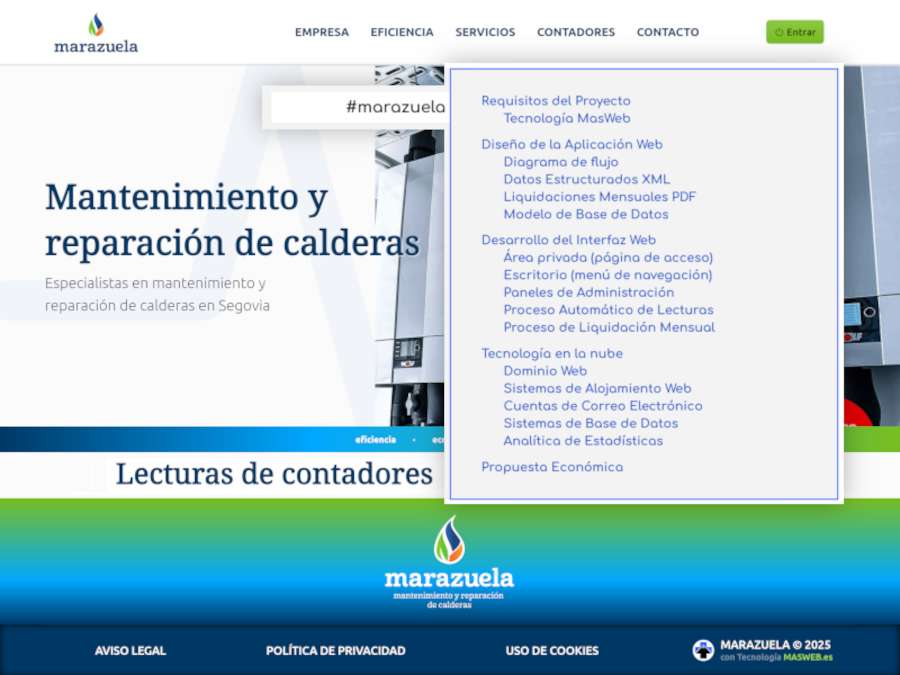 marazuela
EMPRESA EFICIENCIA SERVICIOS CONTADORES CONTACTO
Entrar
#marazuela
Mantenimiento y
reparación de calderas
Especialistas en mantenimiento y
reparación de calderas en Segovia
Requisitos del Proyecto
Tecnología MasWeb
Diseño de la Aplicación Web
Diagrama de flujo
Datos Estructurados XML
Liquidaciones Mensuales PDF
Modelo de Base de Datos
Desarrollo del Interfaz Web
Área privada (página de acceso)
Escritorio (menú de navegación)
Paneles de Administración
Proceso Automático de Lecturas
Proceso de Liquidación Mensual
Tecnología en la nube
Dominio Web
Sistemas de Alojamiento Web
Cuentas de Correo Electrónico
Sistemas de Base de Datos
Analítica de Estadísticas
Propuesta Económica
eficiencia •
Lecturas de contadores
marazuela
mantenimiento y reparación
de calderas
AVISO LEGAL POLÍTICA DE PRIVACIDAD USO DE COOKIES MARAZUELA © 2025
con Tecnología MASWEB.es